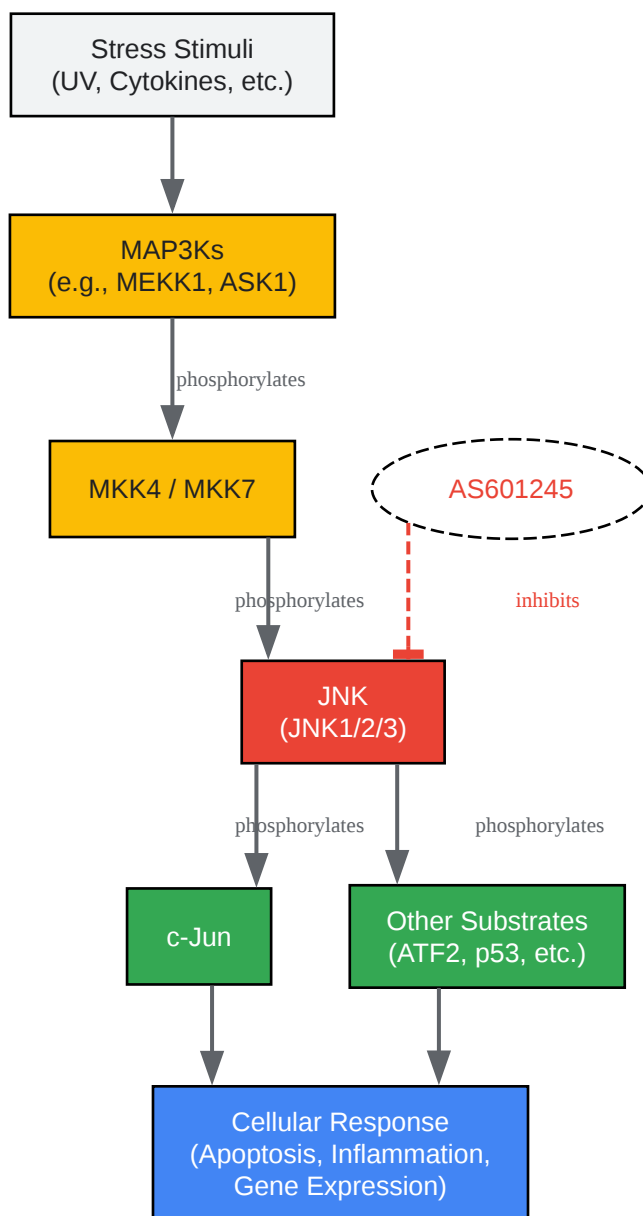 Stress Stimuli
(UV, Cytokines, etc.)
MAP3Ks
(e.g., MEKK1, ASK1)
phosphorylates
MKK4 / MKK7
AS601245
phosphorylates
inhibits
JNK
(JNK1/2/3)
phosphorylates
phosphorylates
c-Jun
Other Substrates
(ATF2, p53, etc.)
Cellular Response
(Apoptosis, Inflammation,
Gene Expression)